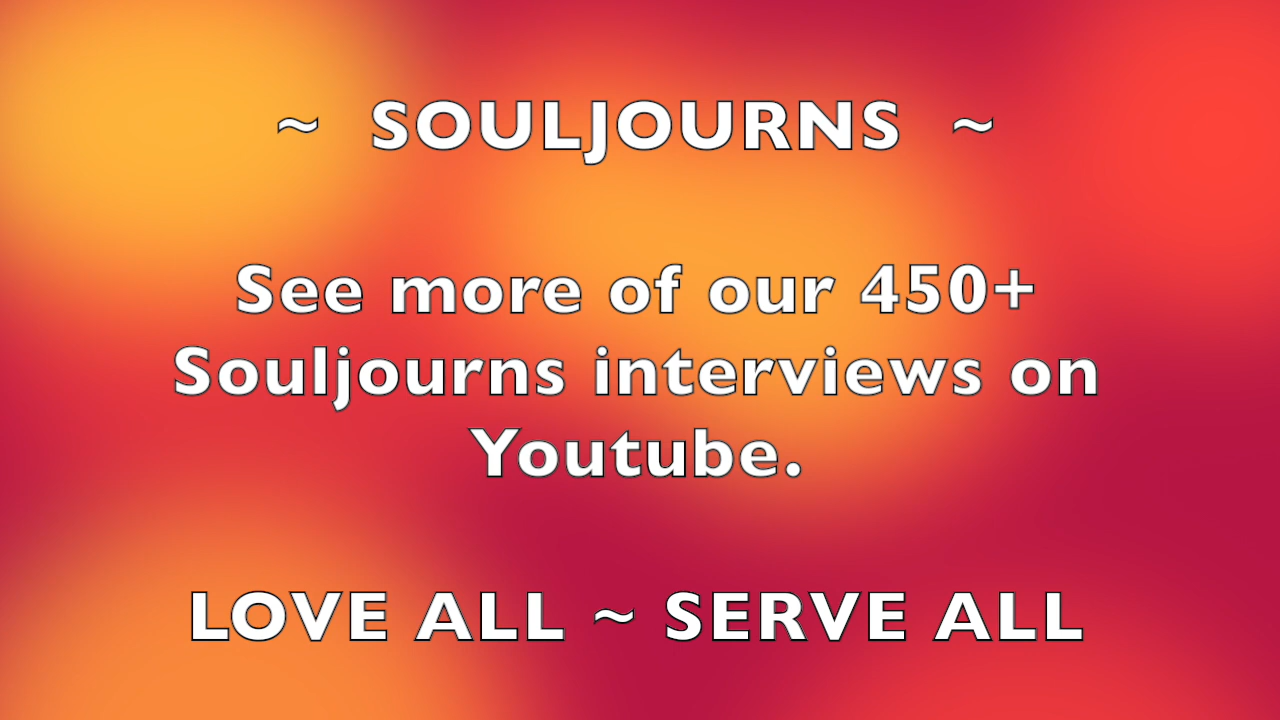 ~ SOULJOURNS ~
See more of our 450+
Souljourns interviews on
Youtube.
LOVE ALL ~ SERVE ALL